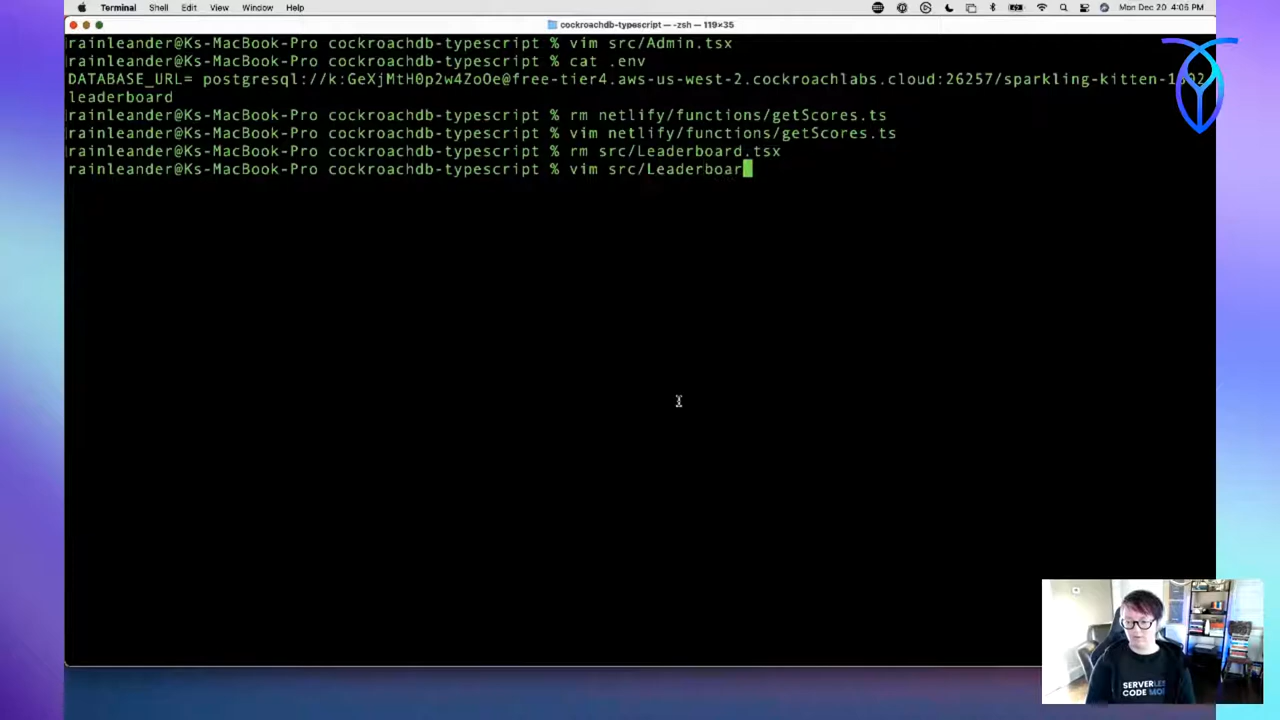 Terminal Shell Edit View Window Help Mon Dec 20 4:06 PM
cockroachdb-typescript — -zsh — 119×35
rainleander@Ks-MacBook-Pro cockroachdb-typescript % vim src/Admin.tsx
rainleander@Ks-MacBook-Pro cockroachdb-typescript % cat .env
DATABASE_URL= postgresql://k:GeXjMtH0p2w4ZoOe@free-tier4.aws-us-west-2.cockroachlabs.cloud:26257/sparkling-kitten-
leaderboard
rainleander@Ks-MacBook-Pro cockroachdb-typescript % rm netlify/functions/getScores.ts
rainleander@Ks-MacBook-Pro cockroachdb-typescript % vim netlify/functions/getScores.ts
rainleander@Ks-MacBook-Pro cockroachdb-typescript % rm src/Leaderboard.tsx
rainleander@Ks-MacBook-Pro cockroachdb-typescript % vim src/Leaderboar
SERVERLES
CODE MO